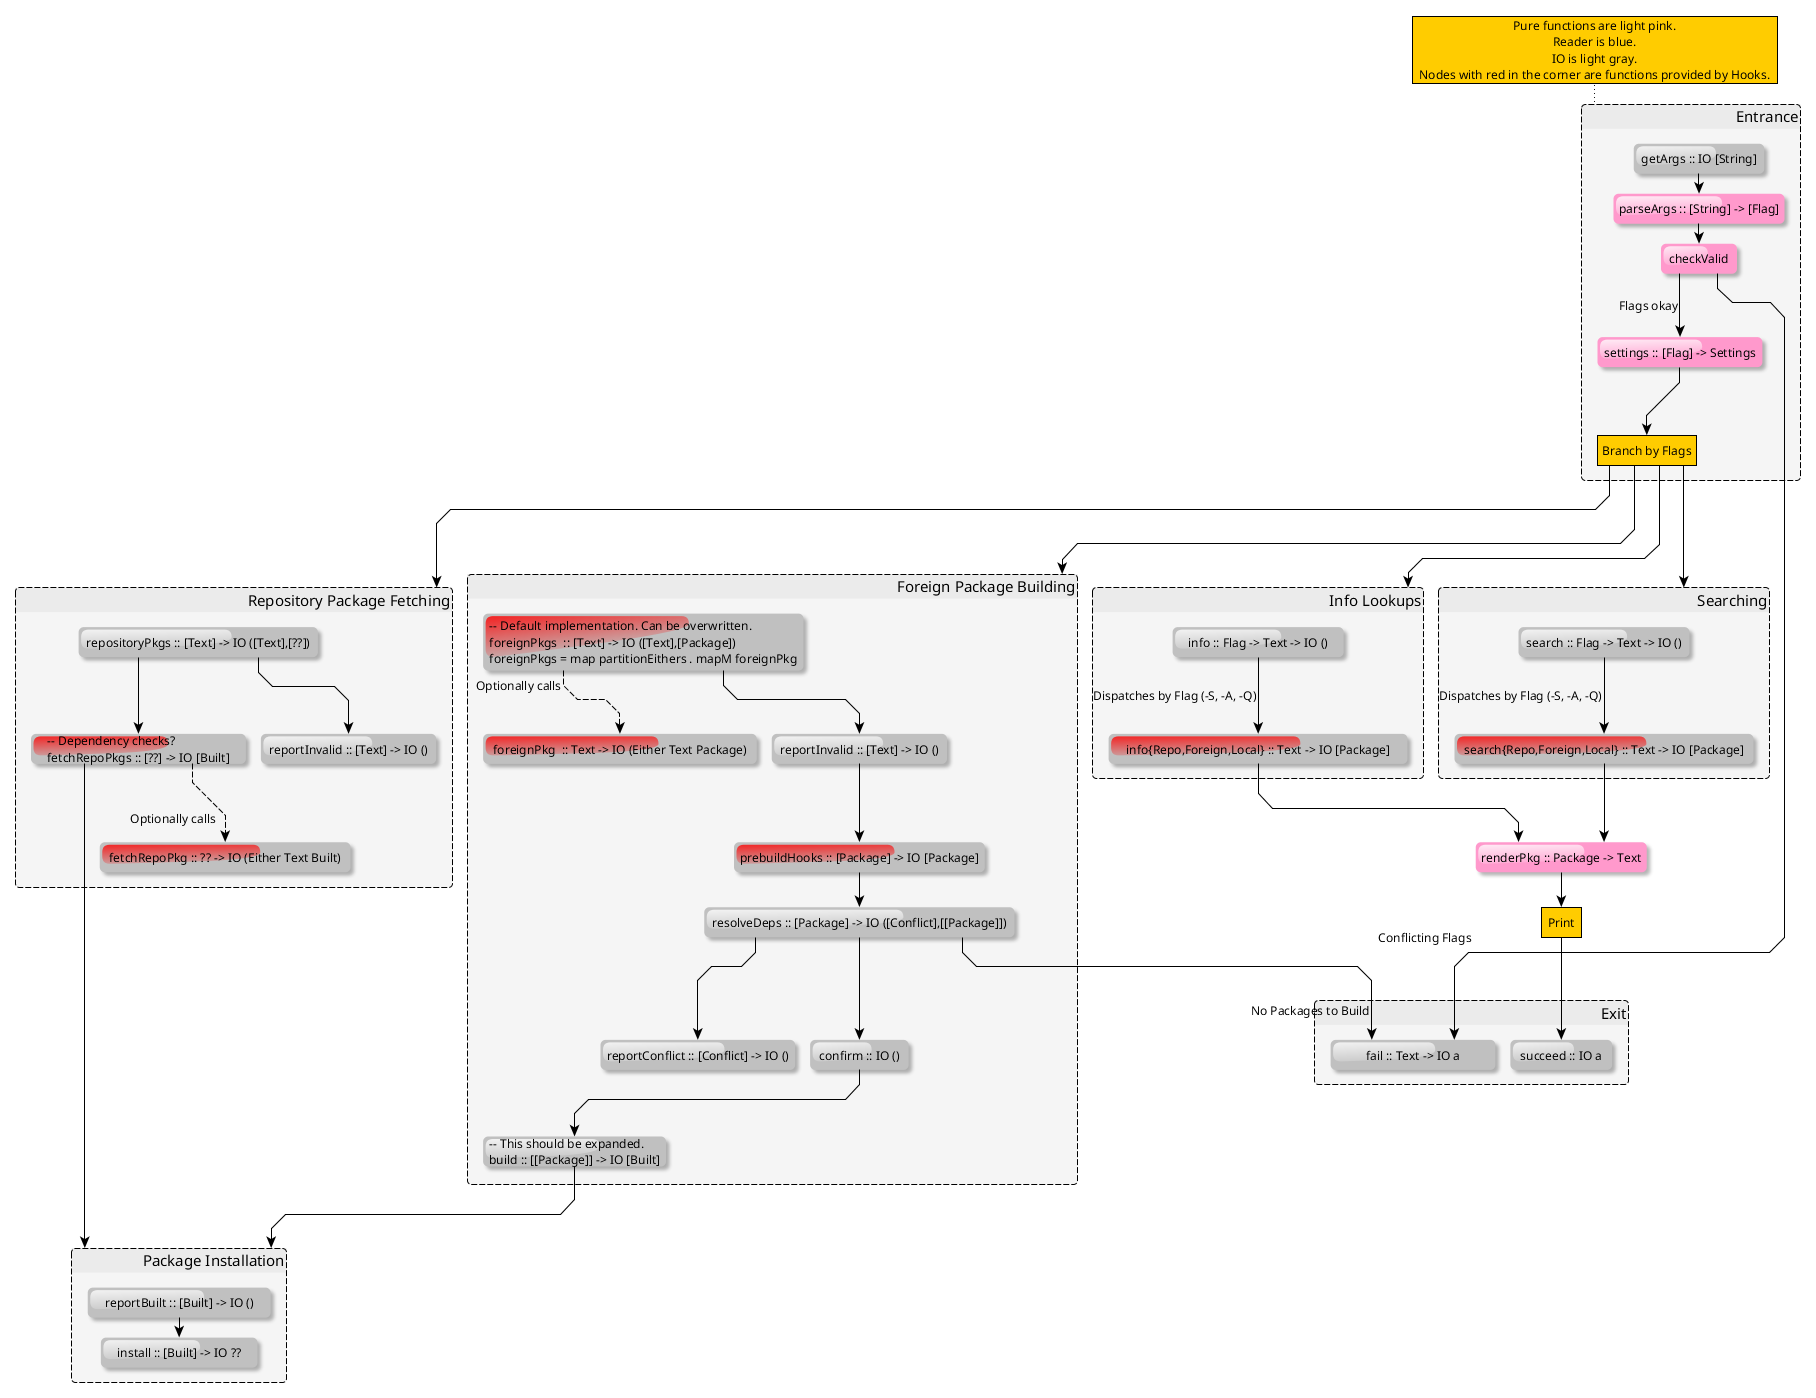 Pure functions are light pink.
Reader is blue.
IO is light gray.
Nodes with red in the corner are functions provided by Hooks.
Entrance
getArgs :: IO [String]
parseArgs :: [String] -> [Flag]
checkValid
Flags okay
settings :: [Flag] -> Settings
Branch by Flags
Repository Package Fetching
repositoryPkgs :: [Text] -> IO ([Text],[??])
-- Dependency checks?
fetchRepoPkgs :: [??] -> IO [Built]
reportInvalid :: [Text] -> IO ()
Optionally calls
fetchRepoPkg :: ?? -> IO (Either Text Built)
Foreign Package Building
-- Default implementation. Can be overwritten.
foreignPkgs  :: [Text] -> IO ([Text],[Package])
foreignPkgs = map partitionEithers . mapM foreignPkg
Optionally calls
foreignPkg  :: Text -> IO (Either Text Package)
reportInvalid :: [Text] -> IO ()
prebuildHooks :: [Package] -> IO [Package]
resolveDeps :: [Package] -> IO ([Conflict],[[Package]])
reportConflict :: [Conflict] -> IO ()
confirm :: IO ()
-- This should be expanded.
build :: [[Package]] -> IO [Built]
Info Lookups
info :: Flag -> Text -> IO ()
Dispatches by Flag (-S, -A, -Q)
info{Repo,Foreign,Local} :: Text -> IO [Package]
Searching
search :: Flag -> Text -> IO ()
Dispatches by Flag (-S, -A, -Q)
search{Repo,Foreign,Local} :: Text -> IO [Package]
renderPkg :: Package -> Text
Print
Conflicting Flags
No Packages to Build
Exit
fail :: Text -> IO a
succeed :: IO a
Package Installation
reportBuilt :: [Built] -> IO ()
install :: [Built] -> IO ??